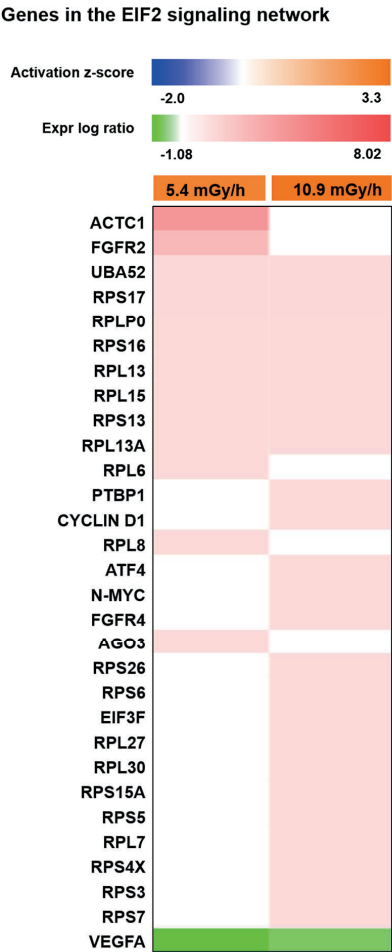 Genes in the EIF2 signaling network
Activation z-score
-2.0 3.3
Expr log ratio
-1.08 8.02
5.4 mGy/h 10.9 mGy/h
ACTC1
FGFR2
UBA52
RPS17
RPLP0
RPS16
RPL13
RPL15
RPS13
RPL13A
RPL6
PTBP1
CYCLIN D1
RPL8
ATF4
N-MYC
FGFR4
AGO3
RPS26
RPS6
EIF3F
RPL27
RPL30
RPS15A
RPS5
RPL7
RPS4X
RPS3
RPS7
VEGFA